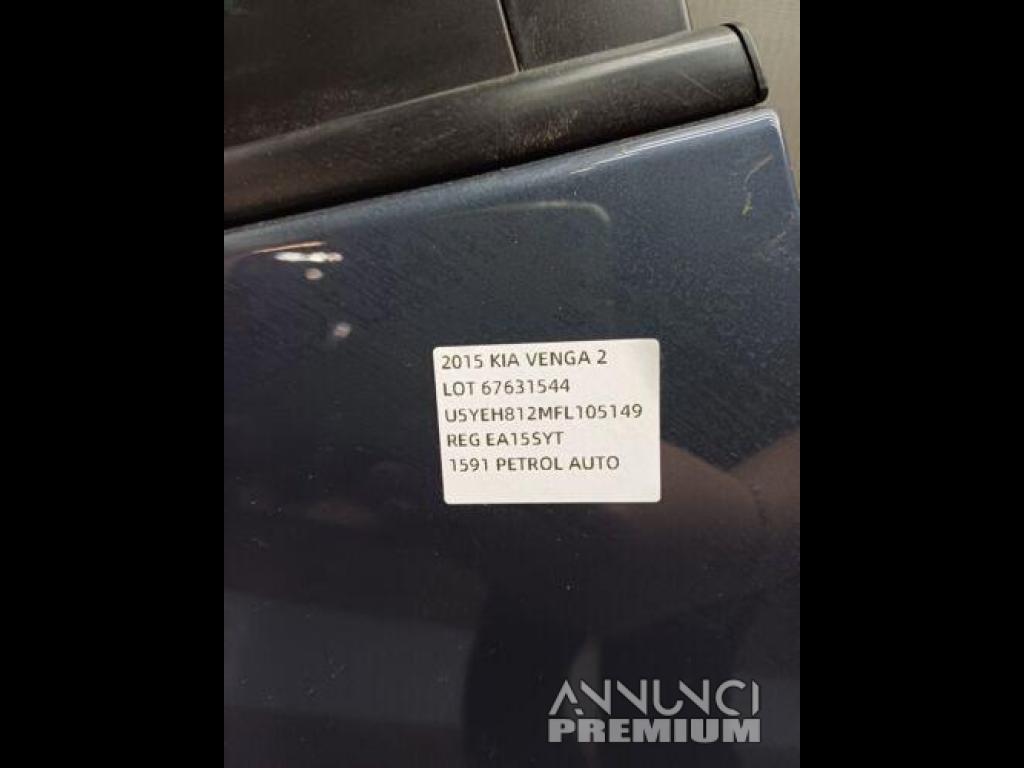 2015 KIA VENGA 2
LOT 67631544
U5YEH812MFL105149
REG EA15SYT
1591 PETROL AUTO
ANNUNCI
PREMIUM